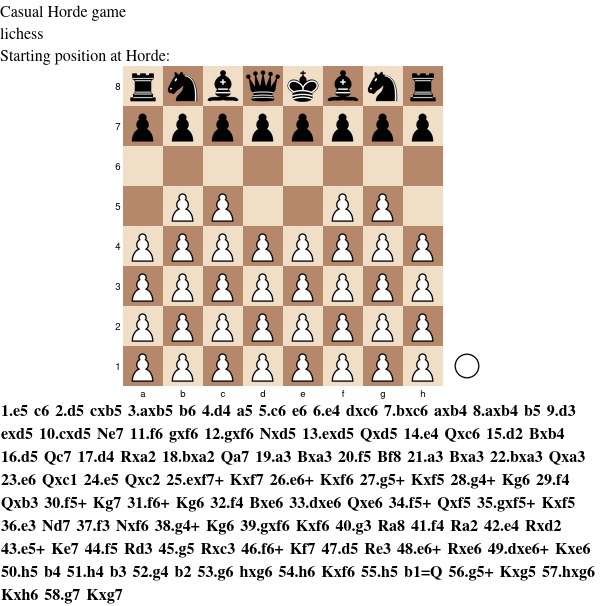 Casual Horde game
lichess
Starting position at Horde:
8
7
6
5
4
3
2
1
a b c d e f g h
1.e5 c6 2.d5 cxb5 3.axb5 b6 4.d4 a5 5.c6 e6 6.e4 dxc6 7.bxc6 axb4 8.axb4 b5 9.d3
exd5 10.cxd5 Ne7 11.f6 gxf6 12.gxf6 Nxd5 13.exd5 Qxd5 14.e4 Qxc6 15.d2 Bxb4
16.d5 Qc7 17.d4 Rxa2 18.bxa2 Qa7 19.a3 Bxa3 20.f5 Bf8 21.a3 Bxa3 22.bxa3 Qxa3
23.e6 Qxc1 24.e5 Qxc2 25.exf7+ Kxf7 26.e6+ Kxf6 27.g5+ Kxf5 28.g4+ Kg6 29.f4
Qxb3 30.f5+ Kg7 31.f6+ Kg6 32.f4 Bxe6 33.dxe6 Qxe6 34.f5+ Qxf5 35.gxf5+ Kxf5
36.e3 Nd7 37.f3 Nxf6 38.g4+ Kg6 39.gxf6 Kxf6 40.g3 Ra8 41.f4 Ra2 42.e4 Rxd2
43.e5+ Ke7 44.f5 Rd3 45.g5 Rxc3 46.f6+ Kf7 47.d5 Re3 48.e6+ Rxe6 49.dxe6+ Kxe6
50.h5 b4 51.h4 b3 52.g4 b2 53.g6 hxg6 54.h6 Kxf6 55.h5 b1=Q 56.g5+ Kxg5 57.hxg6
Kxh6 58.g7 Kxg7